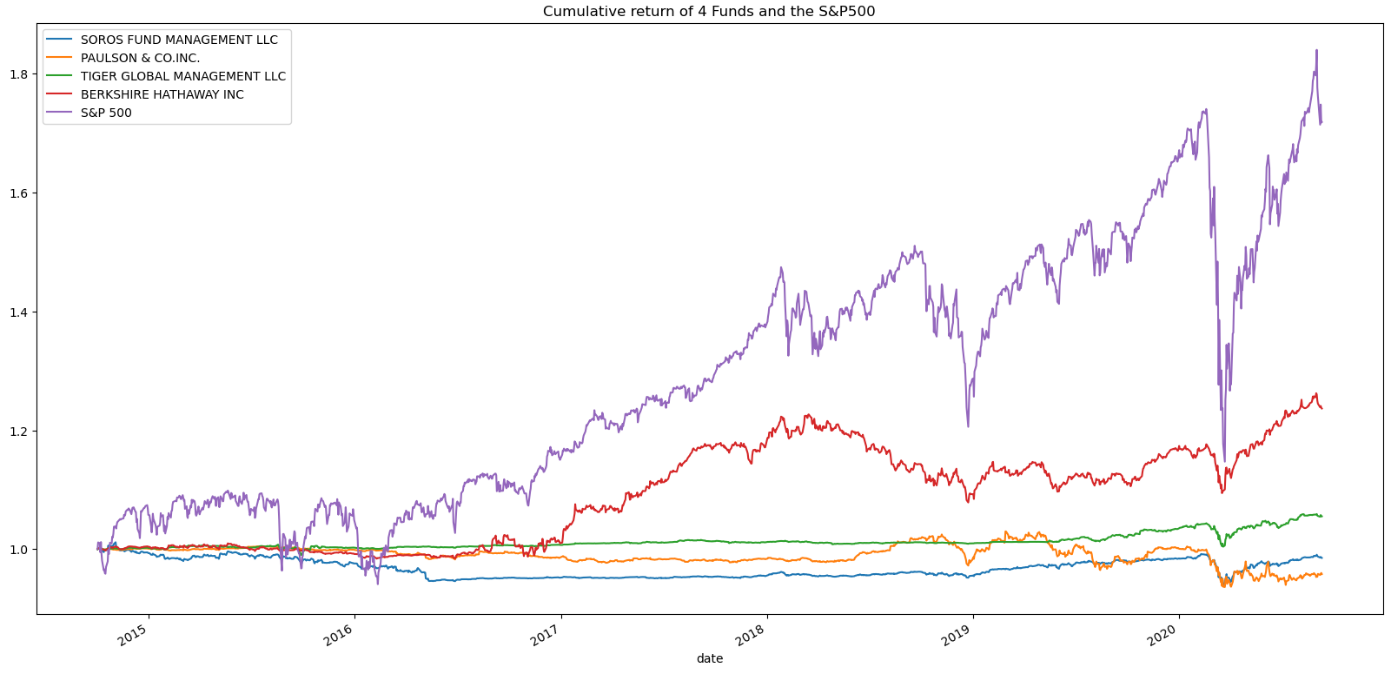 Cumulative return of 4 Funds and the S&P500
SOROS FUND MANAGEMENT LLC
PAULSON & CO.INC.
TIGER GLOBAL MANAGEMENT LLC
BERKSHIRE HATHAWAY INC
S&P 500
1.8
1.6
1.4
1.2
1.0
2015
2016
2017
2018
2019
2020
date